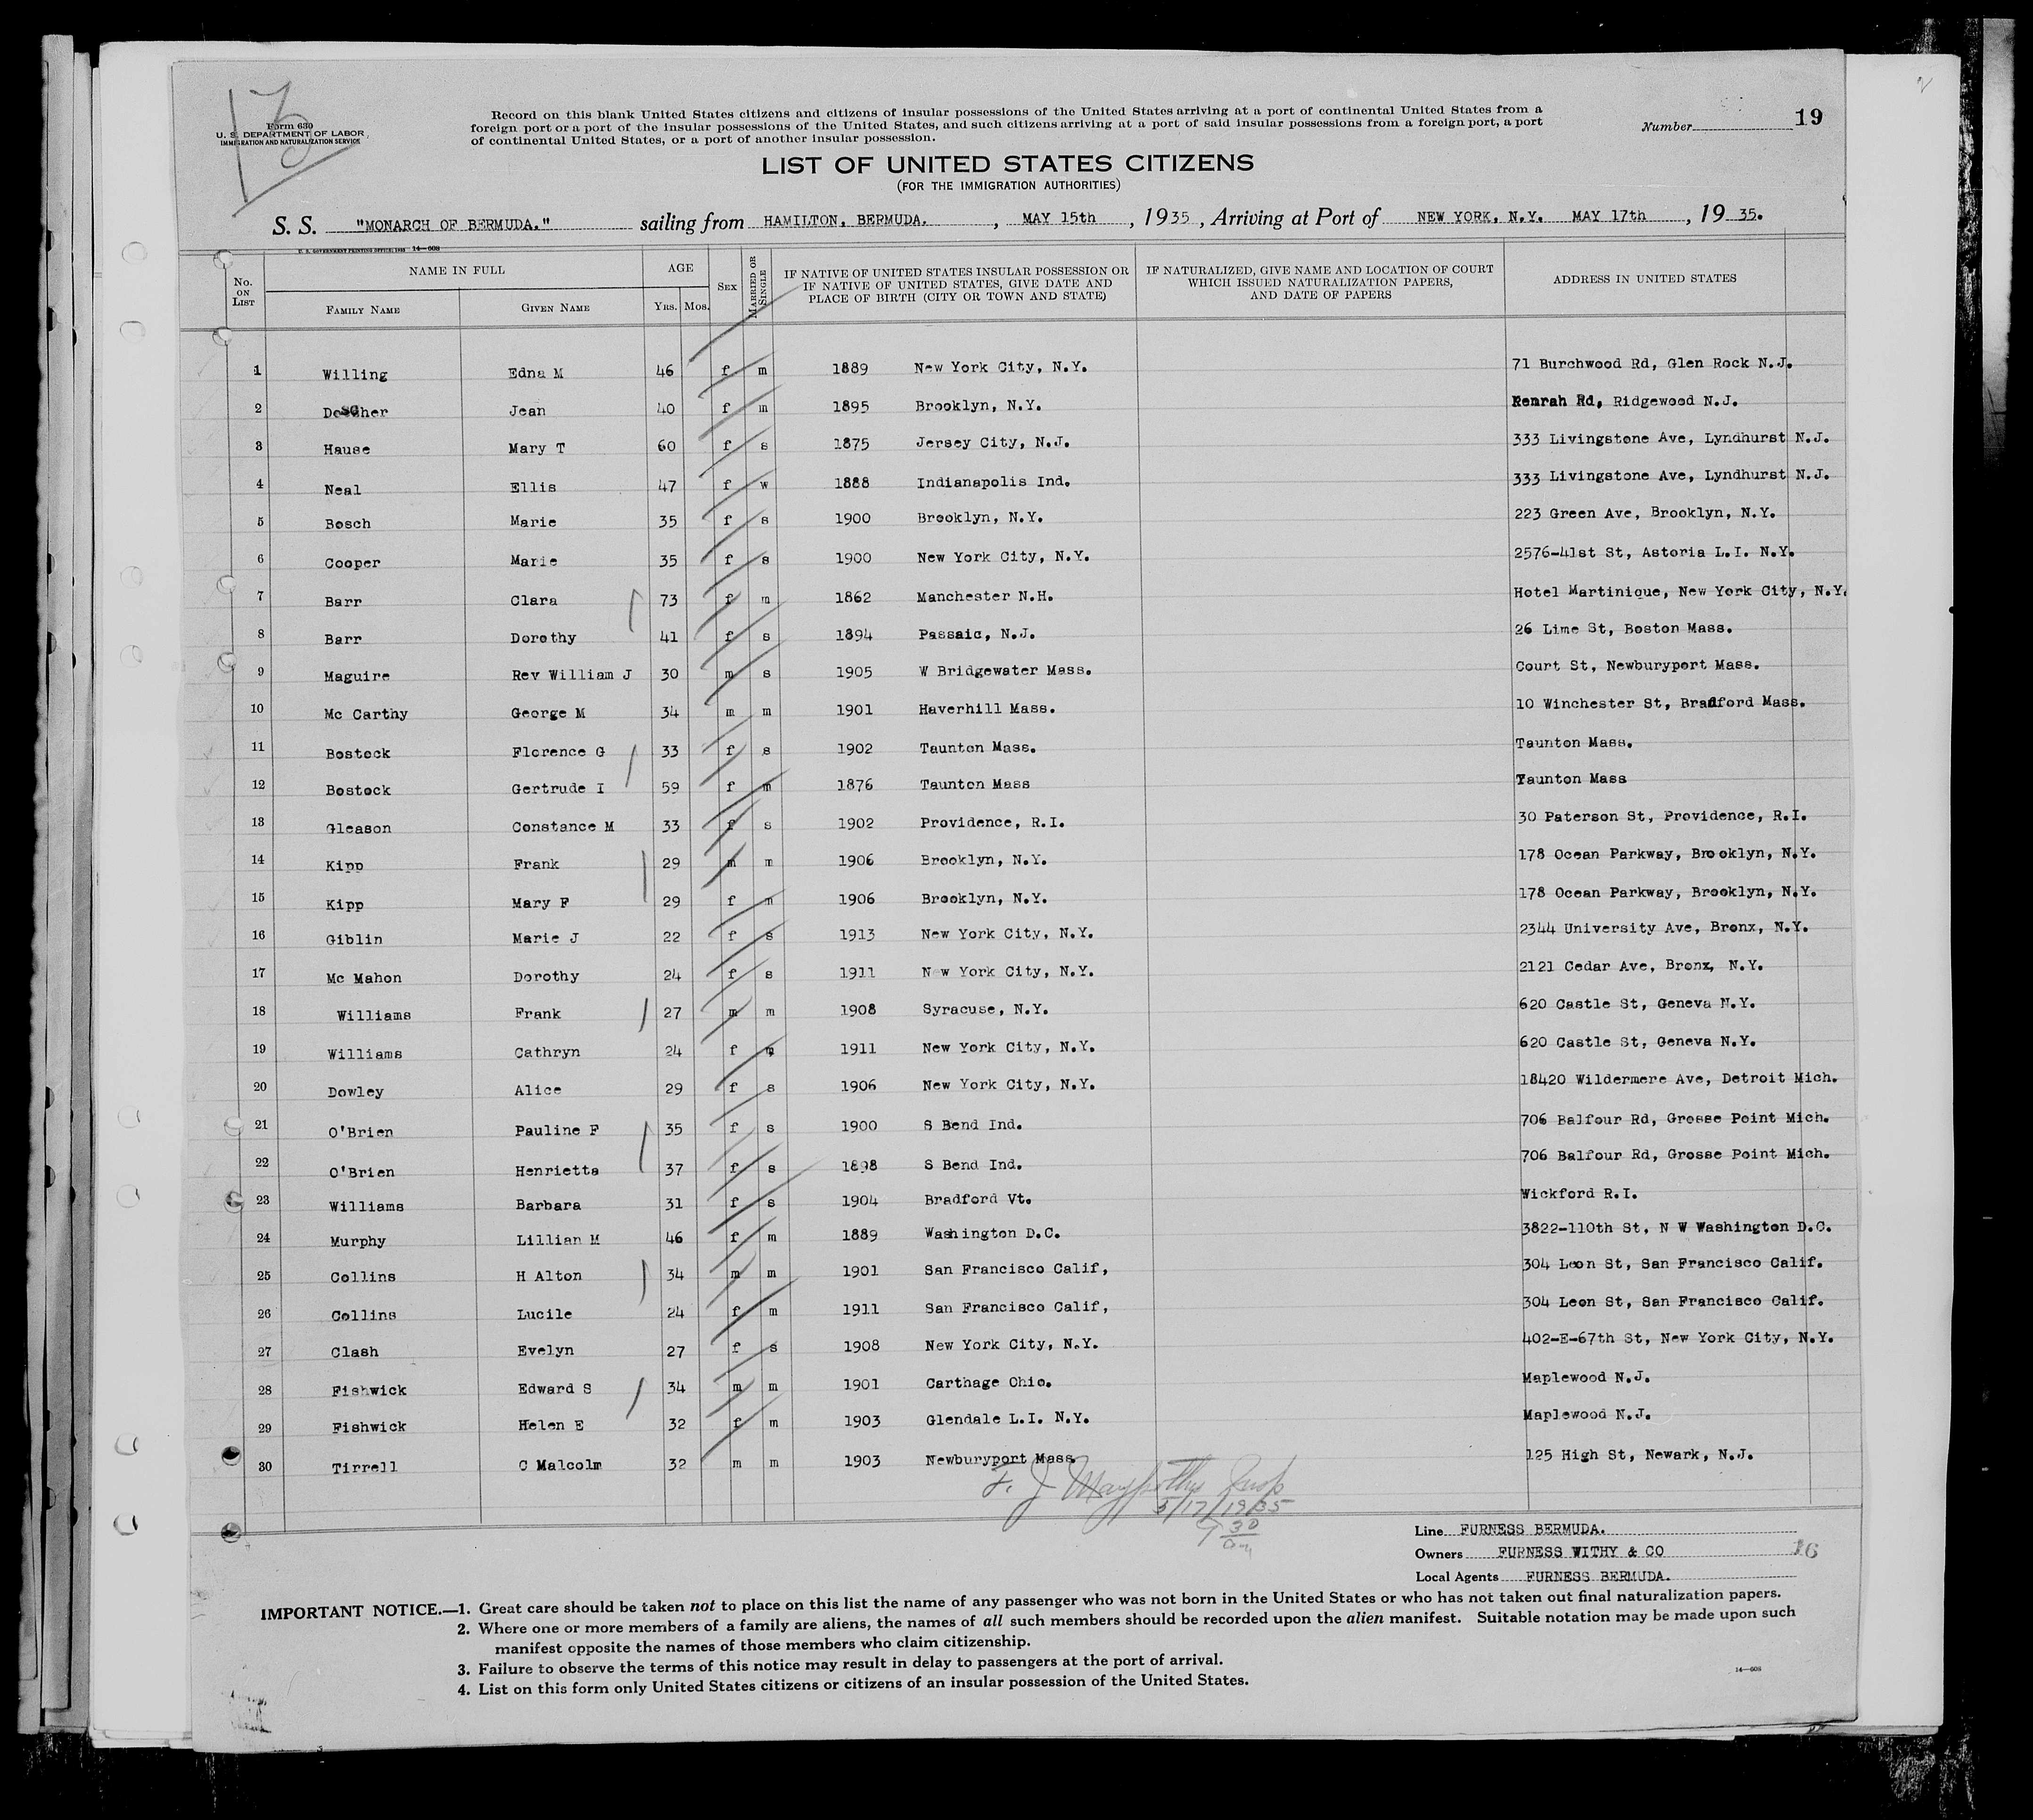 Form 630
U. S. DEPARTMENT OF LABOR
IMMIGRATION AND NATURALIZATION SERVICE
Record on this blank United States citizens and citizens of insular possessions of the United States arriving at a port of continental United States from a
foreign port or a port of the insular possessions of the United States, and such citizens arriving at a port of said insular possessions from a foreign port, a port
of continental United States, or a port of another insular possession.
Number 19
LIST OF UNITED STATES CITIZENS
(FOR THE IMMIGRATION AUTHORITIES)
S. S. "MONARCH OF BERMUDA." sailing from HAMILTON, BERMUDA. , MAY 15th , 1935 , Arriving at Port of NEW YORK, N.Y. MAY 17th , 19 35.
14—608
No. ON LIST NAME IN FULL AGE SEX MARRIED OR SINGLE IF NATIVE OF UNITED STATES INSULAR POSSESSION OR IF NATIVE OF UNITED STATES, GIVE DATE AND PLACE OF BIRTH (CITY OR TOWN AND STATE) IF NATURALIZED, GIVE NAME AND LOCATION OF COURT WHICH ISSUED NATURALIZATION PAPERS, AND DATE OF PAPERS ADDRESS IN UNITED STATES
FAMILY NAME GIVEN NAME YRS. MOS.
1 Willing Edna M 46 f m 1889 New York City, N.Y. 71 Burchwood Rd, Glen Rock N.J.
2 Jean 40 f m 1895 Brooklyn, N.Y. Renrah Rd, Ridgewood N.J.
3 Hause Mary T 60 f s 1875 Jersey City, N.J. 333 Livingstone Ave, Lyndhurst N.J.
4 Neal Ellis 47 f w 1888 Indianapolis Ind. 333 Livingstone Ave, Lyndhurst N.J.
5 Bosch Marie 35 f s 1900 Brooklyn, N.Y. 223 Green Ave, Brooklyn, N.Y.
6 Cooper Marie 35 f s 1900 New York City, N.Y. 2576-41st St, Astoria L.I. N.Y.
7 Barr Clara 73 f m 1862 Manchester N.H. Hotel Martinique, New York City, N.Y.
8 Barr Dorothy 41 f s 1894 Passaic, N.J. 26 Lime St, Boston Mass.
9 Maguire Rev William J 30 m s 1905 W Bridgewater Mass. Court St, Newburyport Mass.
10 Mc Carthy George M 34 m m 1901 Haverhill Mass. 10 Winchester St, Bradford Mass.
11 Bostock Florence G 33 f s 1902 Taunton Mass. Taunton Mass.
12 Bostock Gertrude I 59 f m 1876 Taunton Mass Taunton Mass
13 Gleason Constance M 33 f s 1902 Providence, R.I. 30 Paterson St, Providence, R.I.
14 Kipp Frank 29 m m 1906 Brooklyn, N.Y. 178 Ocean Parkway, Brooklyn, N.Y.
15 Kipp Mary F 29 f m 1906 Brooklyn, N.Y. 178 Ocean Parkway, Brooklyn, N.Y.
16 Giblin Marie J 22 f s 1913 New York City, N.Y. 2344 University Ave, Bronx, N.Y.
17 Mc Mahon Dorothy 24 f s 1911 New York City, N.Y. 2121 Cedar Ave, Bronx, N.Y.
18 Williams Frank 27 m m 1908 Syracuse, N.Y. 620 Castle St, Geneva N.Y.
19 Williams Cathryn 24 f m 1911 New York City, N.Y. 620 Castle St, Geneva N.Y.
20 Dowley Alice 29 f s 1906 New York City, N.Y. 18420 Wildermere Ave, Detroit Mich.
21 O'Brien Pauline F 35 f s 1900 S Bend Ind. 706 Balfour Rd, Grosse Point Mich.
22 O'Brien Henrietta 37 f s 1898 S Bend Ind. 706 Balfour Rd, Grosse Point Mich.
23 Williams Barbara 31 f s 1904 Bradford Vt. Wickford R.I.
24 Murphy Lillian M 46 f m 1889 Washington D.C. 3822-110th St, N W Washington D.C.
25 Collins H Alton 34 m m 1901 San Francisco Calif, 304 Leon St, San Francisco Calif.
26 Collins Lucile 24 f m 1911 San Francisco Calif, 304 Leon St, San Francisco Calif.
27 Clash Evelyn 27 f s 1908 New York City, N.Y. 402-E-67th St, New York City, N.Y.
28 Fishwick Edward S 34 m m 1901 Carthage Ohio. Maplewood N.J.
29 Fishwick Helen E 32 f m 1903 Glendale L.I. N.Y. Maplewood N.J.
30 Tirrell C Malcolm 32 m m 1903 Newburyport Mass. 125 High St, Newark, N.J.
5/17/1935
9 30
am
Line FURNESS BERMUDA.
Owners FURNESS WITHY & CO
16
Local Agents FURNESS BERMUDA.
IMPORTANT NOTICE.—1. Great care should be taken not to place on this list the name of any passenger who was not born in the United States or who has not taken out final naturalization papers.
2. Where one or more members of a family are aliens, the names of all such members should be recorded upon the alien manifest. Suitable notation may be made upon such
manifest opposite the names of those members who claim citizenship.
3. Failure to observe the terms of this notice may result in delay to passengers at the port of arrival.
4. List on this form only United States citizens or citizens of an insular possession of the United States.
14—608